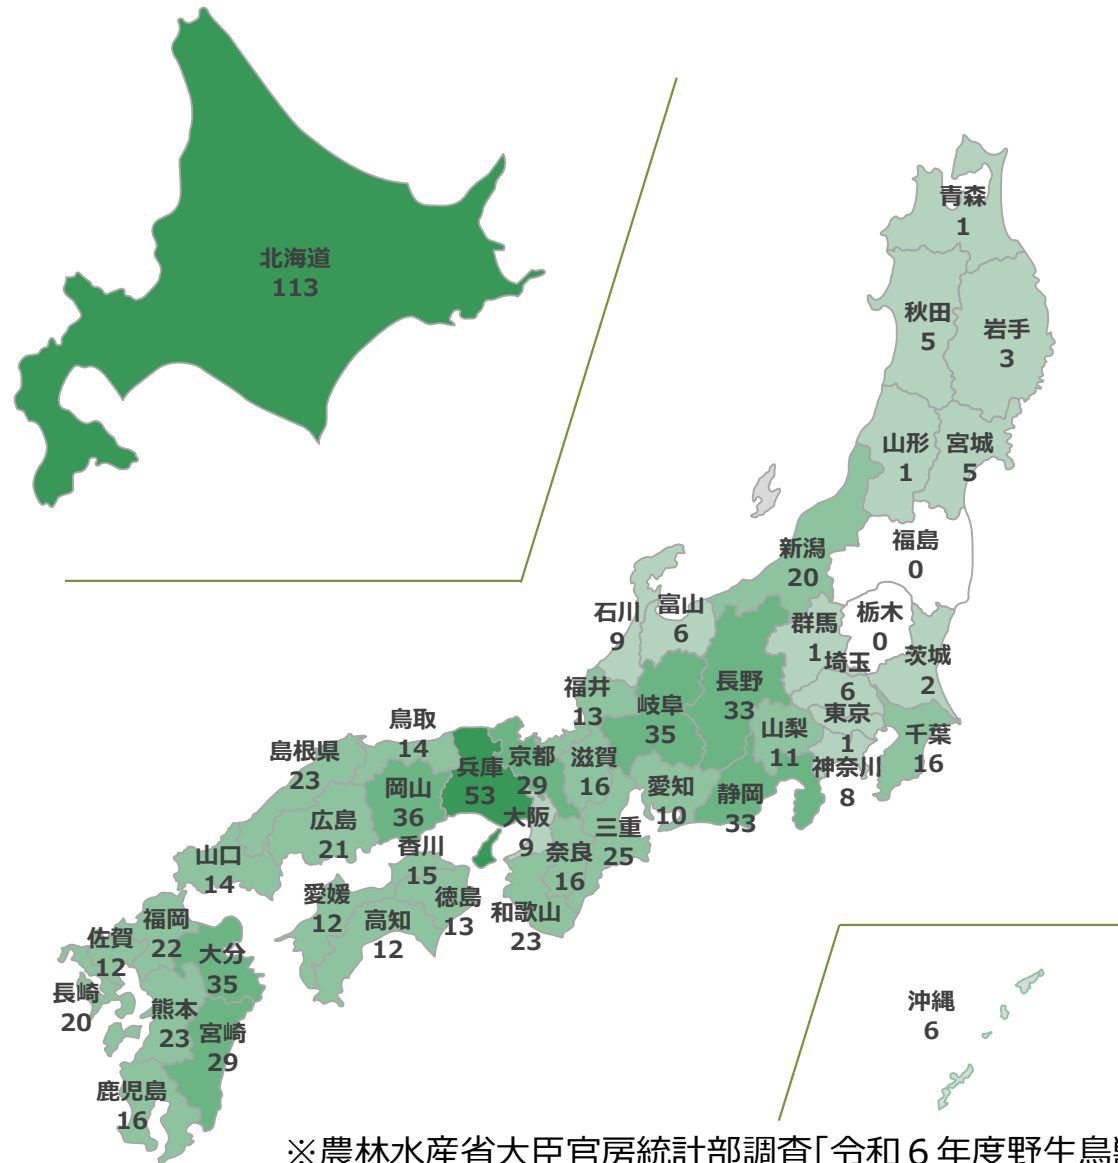 北海道
113
青森
1
秋田
5
岩手
3
山形
1
宮城
5
福島
0
新潟
20
栃木
0
群馬
1
茨城
2
埼玉
6
東京
1
千葉
16
神奈川
8
石川
9
富山
6
長野
33
山梨
11
福井
13
岐阜
35
静岡
33
愛知
10
滋賀
16
三重
25
京都
29
兵庫
53
大阪
9
奈良
16
和歌山
23
鳥取
14
島根県
23
岡山
36
広島
21
山口
14
香川
15
徳島
13
愛媛
12
高知
12
福岡
22
佐賀
12
大分
35
長崎
20
熊本
23
宮崎
29
鹿児島
16
沖縄
6
※農林水産省大臣官房統計部調査「令和６年度野生鳥